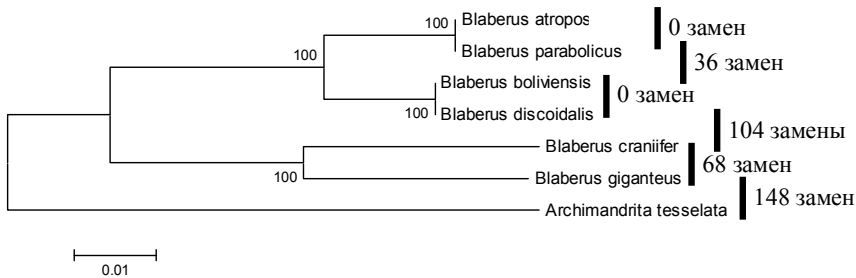 100
Blaberus atropos
0 замен
Blaberus parabolicus
100
36 замен
Blaberus boliviensis
0 замен
100
Blaberus discoidalis
104 замены
Blaberus craniifer
68 замен
100
Blaberus giganteus
148 замен
Archimandrita tesselata
0.01